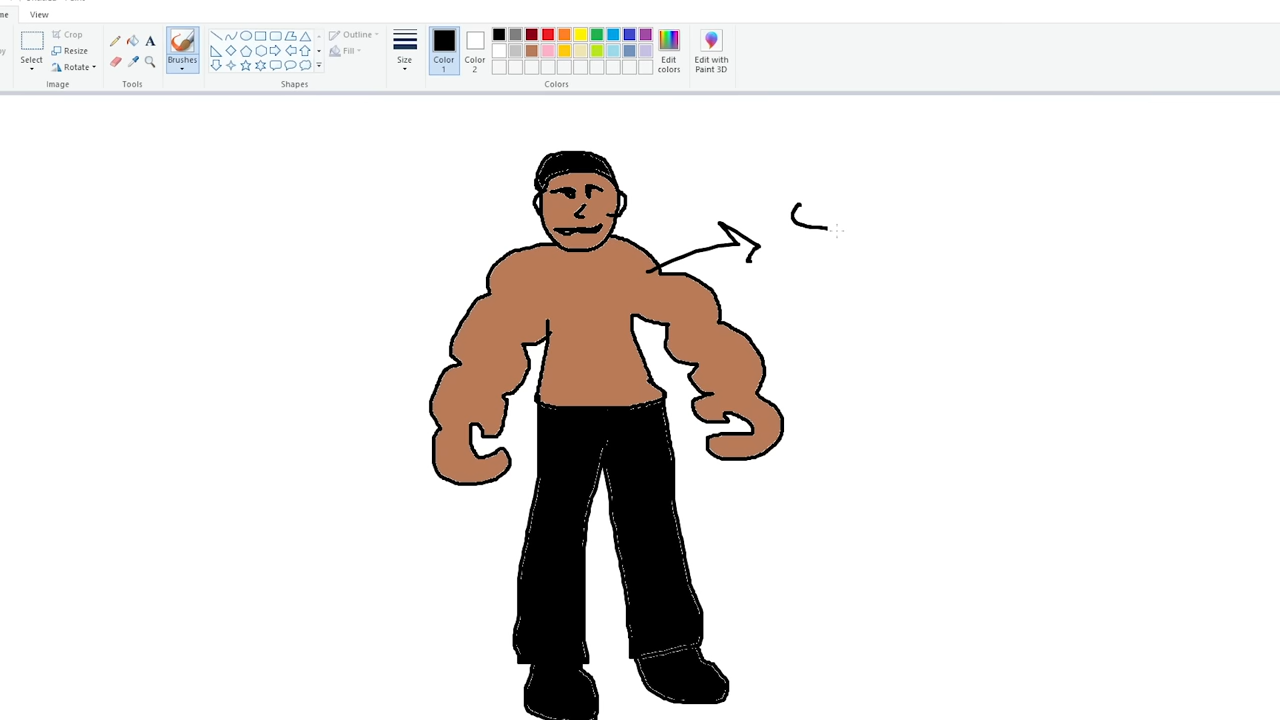 View
Crop
Resize
Rotate
Select
Image
Tools
Brushes
Outline
Fill
Shapes
Size
Color 1
Color 2
Edit colors
Edit with Paint 3D
Colors